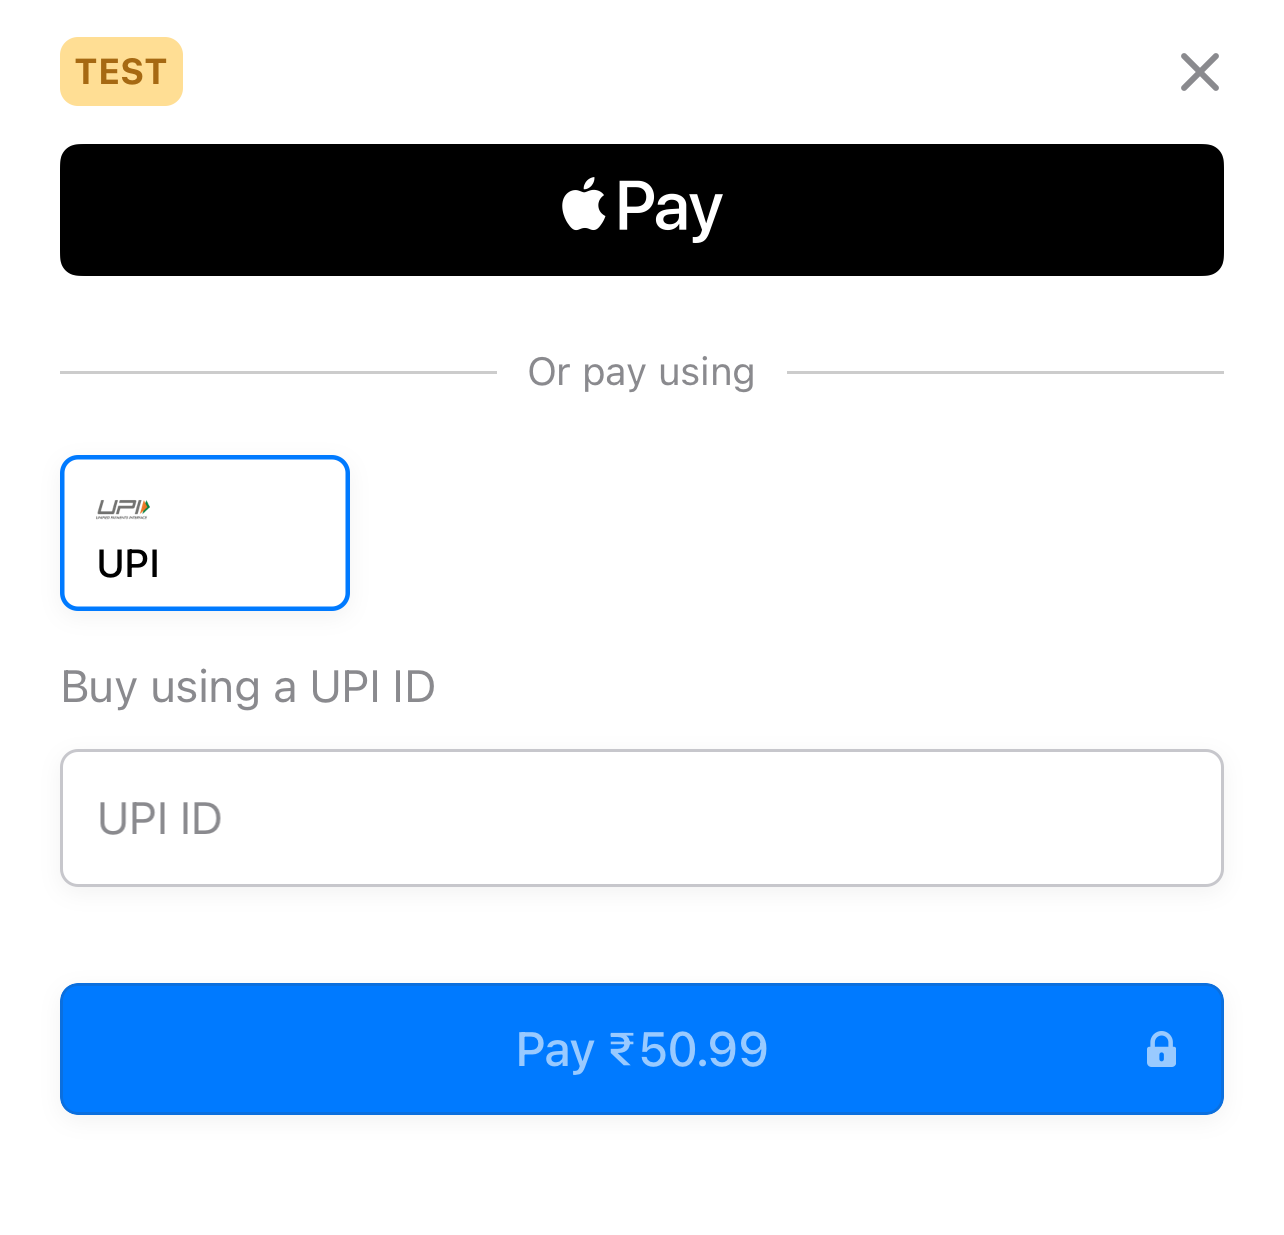 TEST
Pay
Or pay using
UPI
UPI
Buy using a UPI ID
UPI ID
Pay ₹50.99